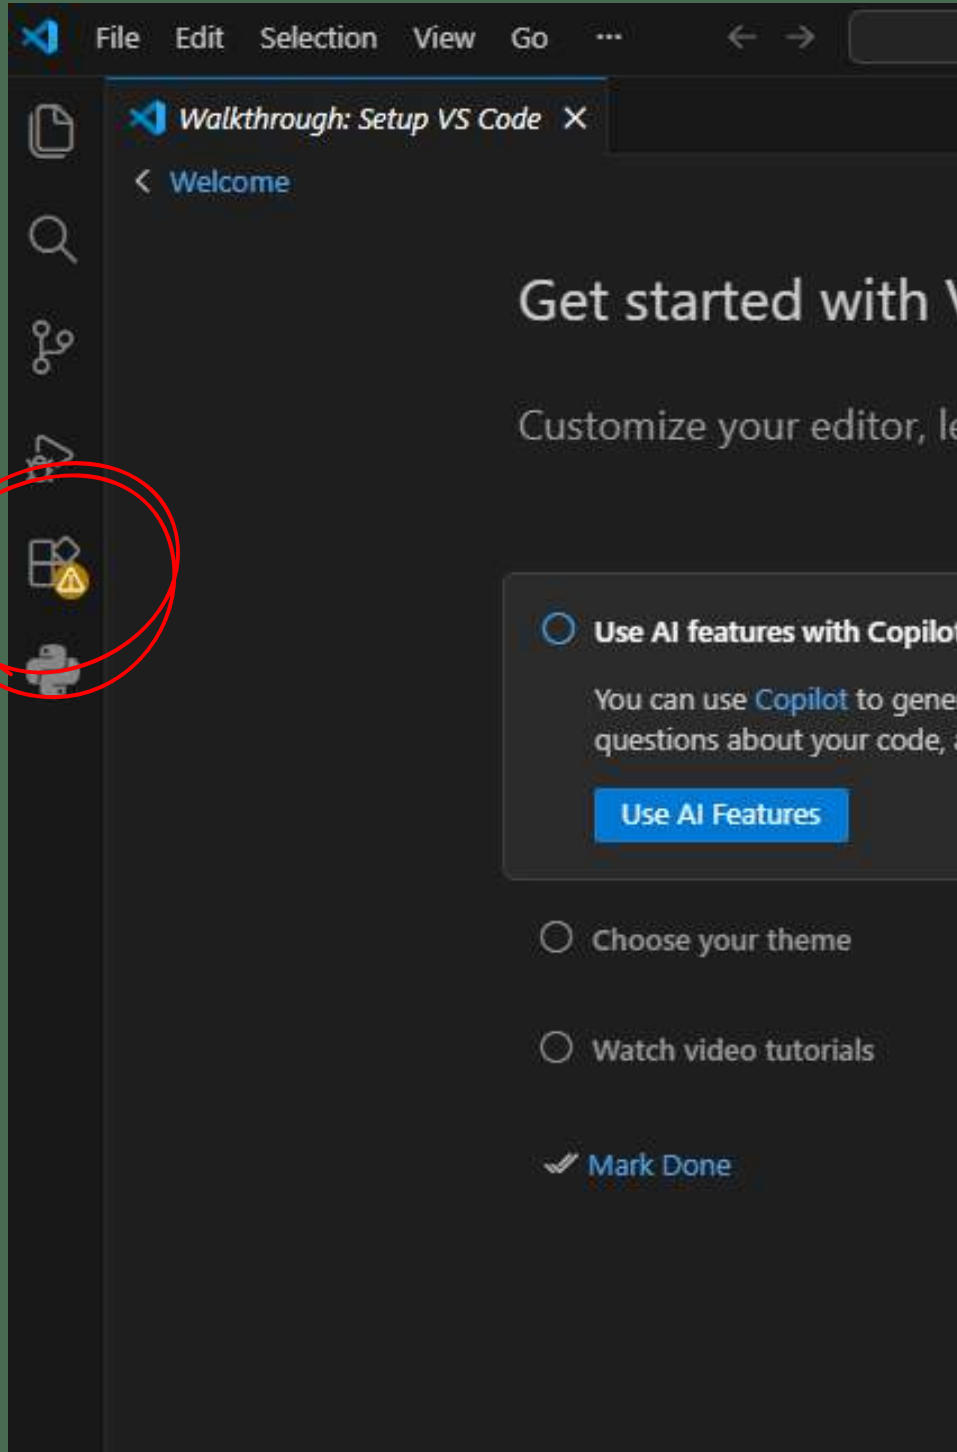 File Edit Selection View Go ···
Walkthrough: Setup VS Code
Welcome
Get started with
Customize your editor,
Use AI features with Copilot
You can use Copilot to
questions about your code,
Use AI Features
Choose your theme
Watch video tutorials
Mark Done